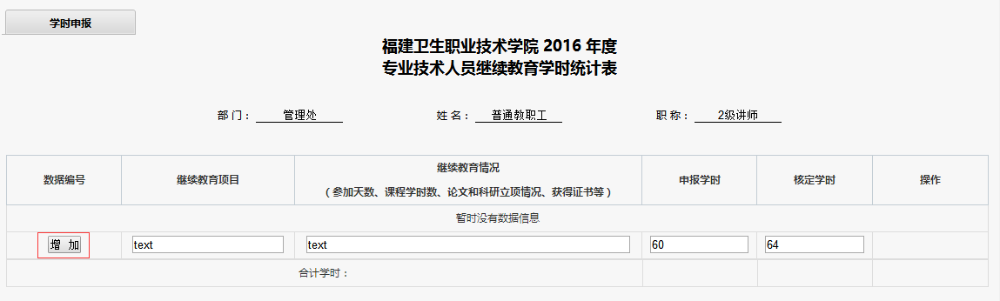 学时申报
福建卫生职业技术学院 2016 年度
专业技术人员继续教育学时统计表
部 门： 管理处 姓 名： 普通教职工 职 称： 2级讲师
数据编号 继续教育项目 继续教育情况 申报学时 核定学时 操作
（参加天数、课程学时数、论文和科研立项情况、获得证书等）
暂时没有数据信息
增 加 text text 60 64
合计学时：